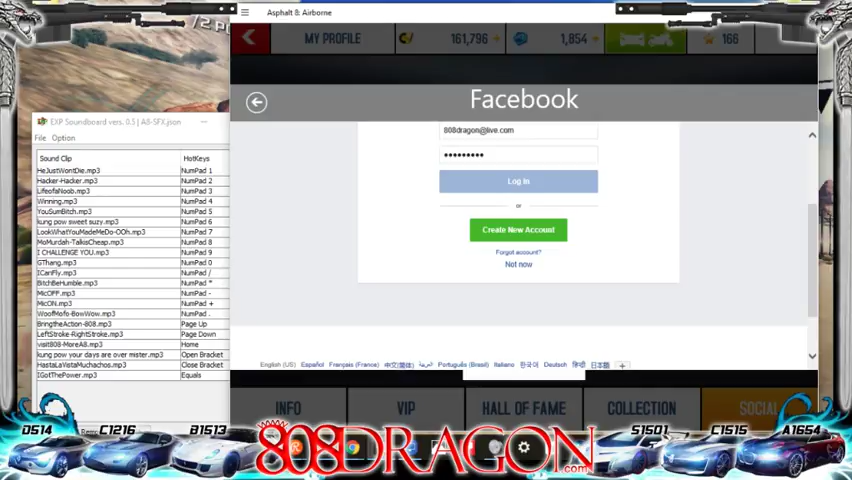 Asphalt 8: Airborne
MY PROFILE
161,796
1,854
166
Facebook
EXP Soundboard vers. 0.5 | A8-SFX.json
File Option
Sound Clip HotKeys
HeJustWontDie.mp3 NumPad 1
Hacker-Hacker.mp3 NumPad 2
LifeofaNoob.mp3 NumPad 3
Winning.mp3 NumPad 4
YouSumBitch.mp3 NumPad 5
kung pow sweet suzy.mp3 NumPad 6
LookWhatYouMadeMeDo-OOh.mp3 NumPad 7
MoMurdah-TalkisCheap.mp3 NumPad 8
I CHALLENGE YOU.mp3 NumPad 9
GThang.mp3 NumPad 0
ICanFly.mp3 NumPad /
BitchBeHumble.mp3 NumPad *
MicOFF.mp3 NumPad -
MicON.mp3 NumPad +
WoofMofo-BowWow.mp3 NumPad .
BringtheAction-808.mp3 Page Up
LeftStroke-RightStroke.mp3 Page Down
visit808-MoreA8.mp3 Home
kung pow your days are over mister.mp3 Open Bracket
HastaLaVistaMuchachos.mp3 Close Bracket
IGotThePower.mp3 Equals
808dragon@live.com
•••••••••
Log In
or
Create New Account
Forgot account?
Not now
English (US) Español Français (France) 中文(简体) العربية Português (Brasil) Italiano 한국어 Deutsch हिन्दी 日本語 +
INFO VIP HALL OF FAME COLLECTION SOCIAL
D514 C1216 B1513 S1501 C1515 A1654
808DRAGON.com